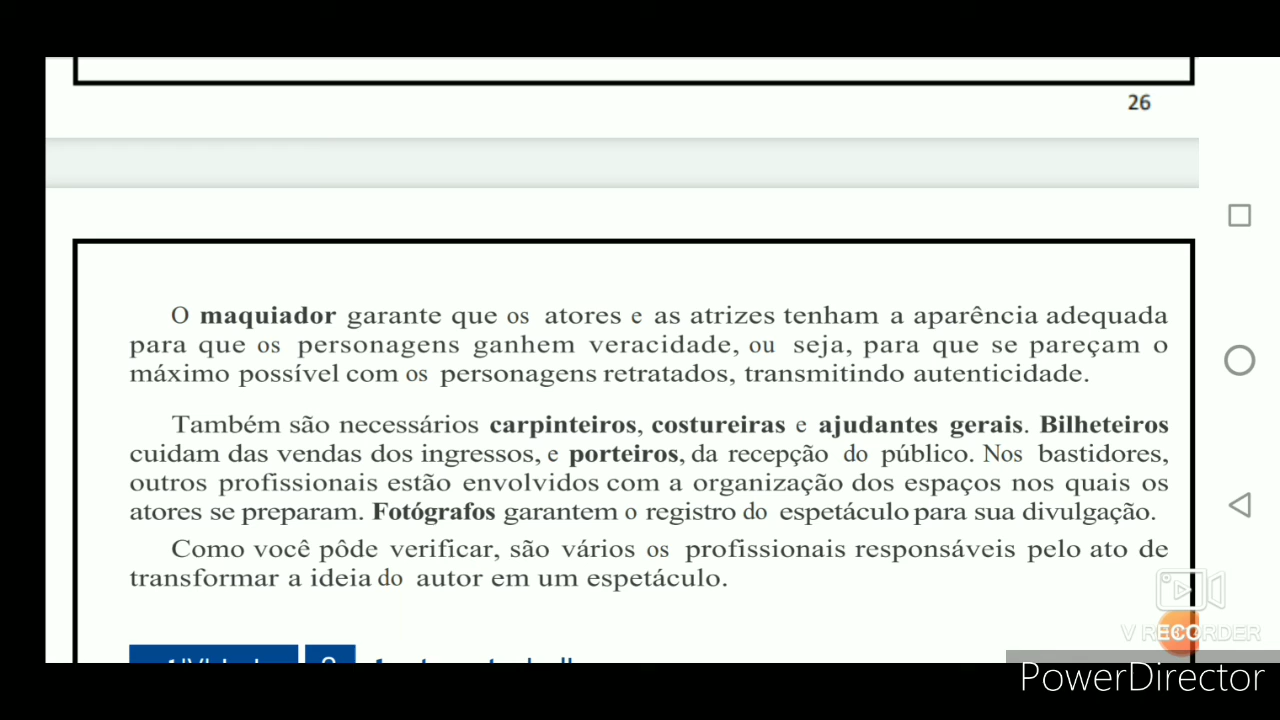 26
O maquiador garante que os atores e as atrizes tenham a aparência adequada
para que os personagens ganhem veracidade, ou seja, para que se pareçam o
máximo possível com os personagens retratados, transmitindo autenticidade.
Também são necessários carpinteiros, costureiras e ajudantes gerais. Bilheteiros
cuidam das vendas dos ingressos, e porteiros, da recepção do público. Nos bastidores,
outros profissionais estão envolvidos com a organização dos espaços nos quais os
atores se preparam. Fotógrafos garantem o registro do espetáculo para sua divulgação.
Como você pôde verificar, são vários os profissionais responsáveis pelo ato de
transformar a ideia do autor em um espetáculo.
V RECORDER
PowerDirector